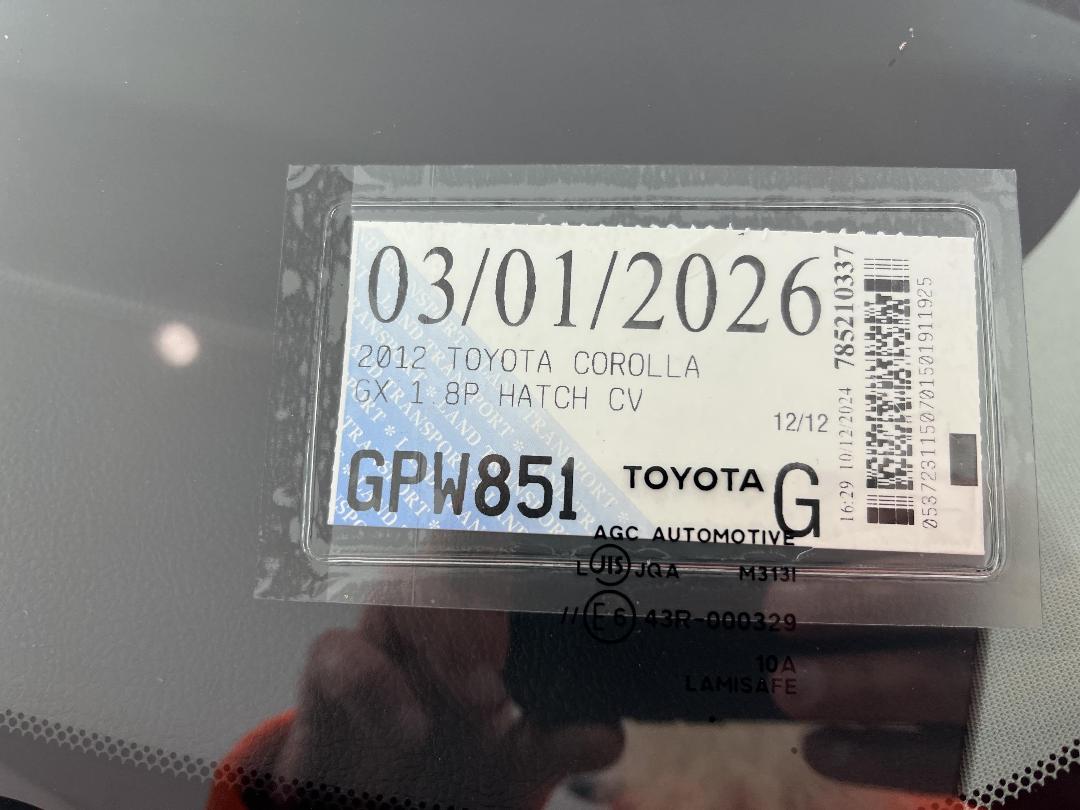 03/01/2026
2012 TOYOTA COROLLA
GX 1.8P HATCH CV
12/12
GPW851
G
785210337
16:29 10/12/2024
TOYOTA
AGC AUTOMOTIVE
JIS JQA M3131
E6 43R-000329
10A
LAMISAFE